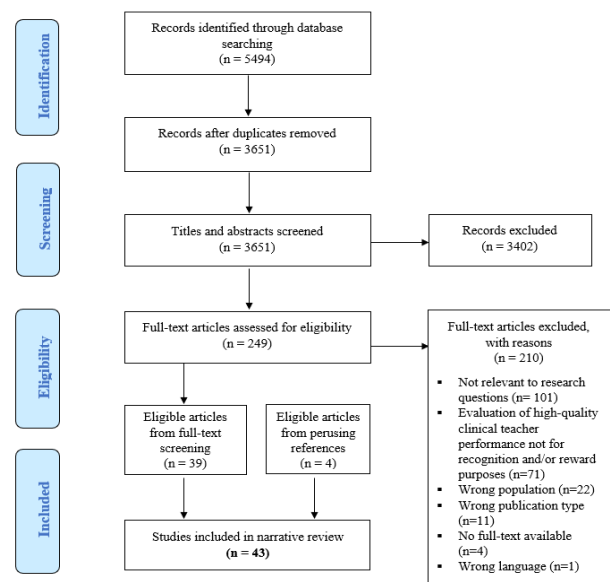 Identification
Records identified through database
searching
(n = 5494)
Records after duplicates removed
(n = 3651)
Screening
Titles and abstracts screened
(n = 3651)
Records excluded
(n = 3402)
Eligibility
Full-text articles assessed for eligibility
(n = 249)
Full-text articles excluded,
with reasons
(n = 210)
▪ Not relevant to research
questions (n= 101)
▪ Evaluation of high-quality
clinical teacher
performance not for
recognition and/or reward
purposes (n=71)
▪ Wrong population (n=22)
▪ Wrong publication type
(n=11)
▪ No full-text available
(n=4)
▪ Wrong language (n=1)
Eligible articles
from full-text
screening
(n = 39)
Eligible articles
from perusing
references
(n = 4)
Included
Studies included in narrative review
(n = 43)